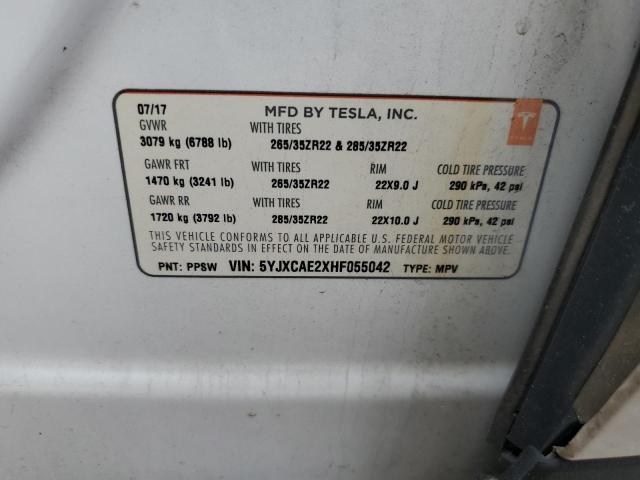 07/17 MFD BY TESLA, INC.
GVWR WITH TIRES
3079 kg (6788 lb) 265/35ZR22 & 285/35ZR22
GAWR FRT WITH TIRES RIM COLD TIRE PRESSURE
1470 kg (3241 lb) 265/35ZR22 22X9.0 J 290 kPa, 42 psi
GAWR RR WITH TIRES RIM COLD TIRE PRESSURE
1720 kg (3792 lb) 285/35ZR22 22X10.0 J 290 kPa, 42 psi
THIS VEHICLE CONFORMS TO ALL APPLICABLE U.S. FEDERAL MOTOR VEHICLE
SAFETY STANDARDS IN EFFECT ON THE DATE OF MANUFACTURE SHOWN ABOVE.
PNT: PPSW VIN: 5YJXCAE2XHF055042 TYPE: MPV